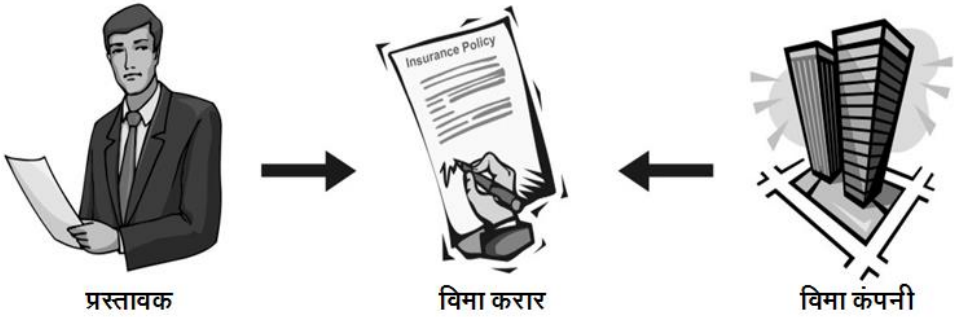 Insurance Policy
प्रस्तावक
विमा करार
विमा कंपनी